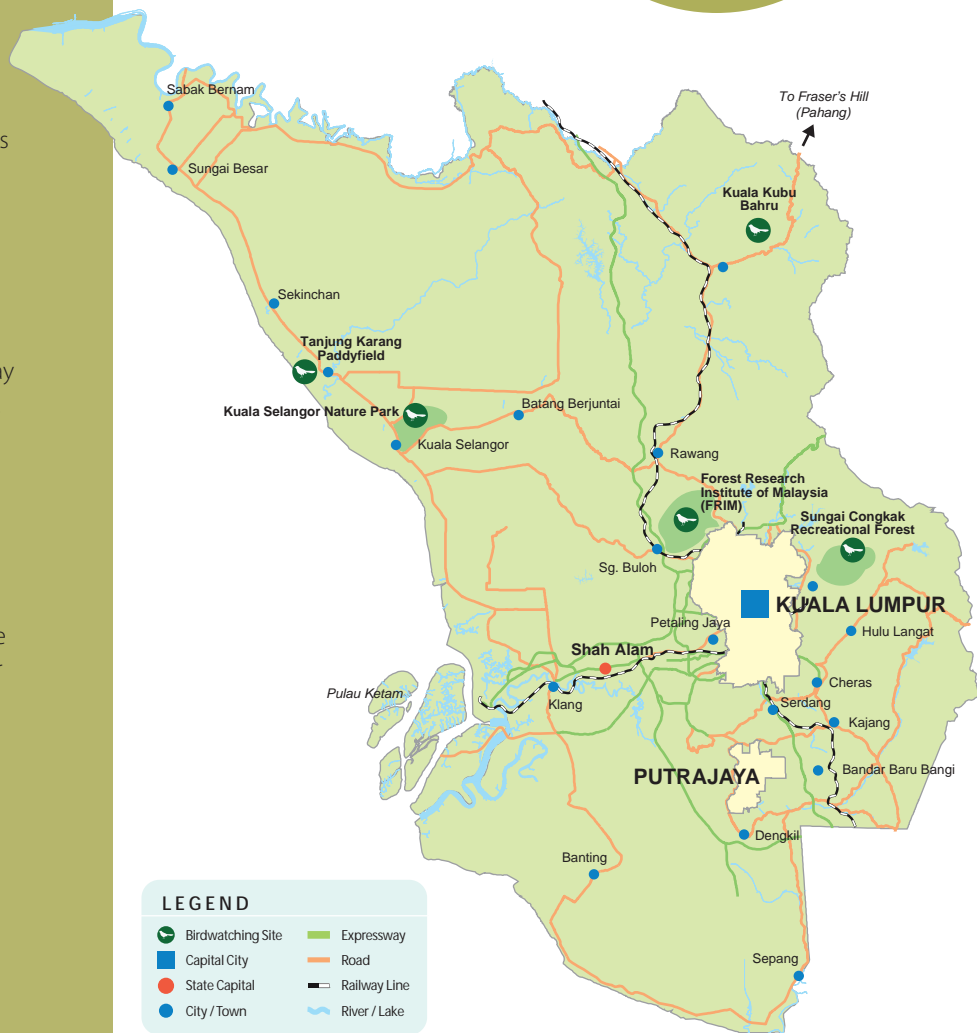 To Fraser's Hill
(Pahang)
Sabak Bernam
s
Sungai Besar
Kuala Kubu
Bahru
Sekinchan
Tanjung Karang
Paddyfield
ay
Kuala Selangor Nature Park
Batang Berjuntai
Kuala Selangor
Rawang
Forest Research
Institute of Malaysia
(FRIM)
Sungai Congkak
Recreational Forest
Sg. Buloh
KUALA LUMPUR
Petaling Jaya
Hulu Langat
e
Shah Alam
Pulau Ketam
Klang
Cheras
Serdang
Kajang
PUTRAJAYA
Bandar Baru Bangi
Dengkil
Banting
Sepang
LEGEND
Birdwatching Site
Expressway
Capital City
Road
State Capital
Railway Line
City / Town
River / Lake